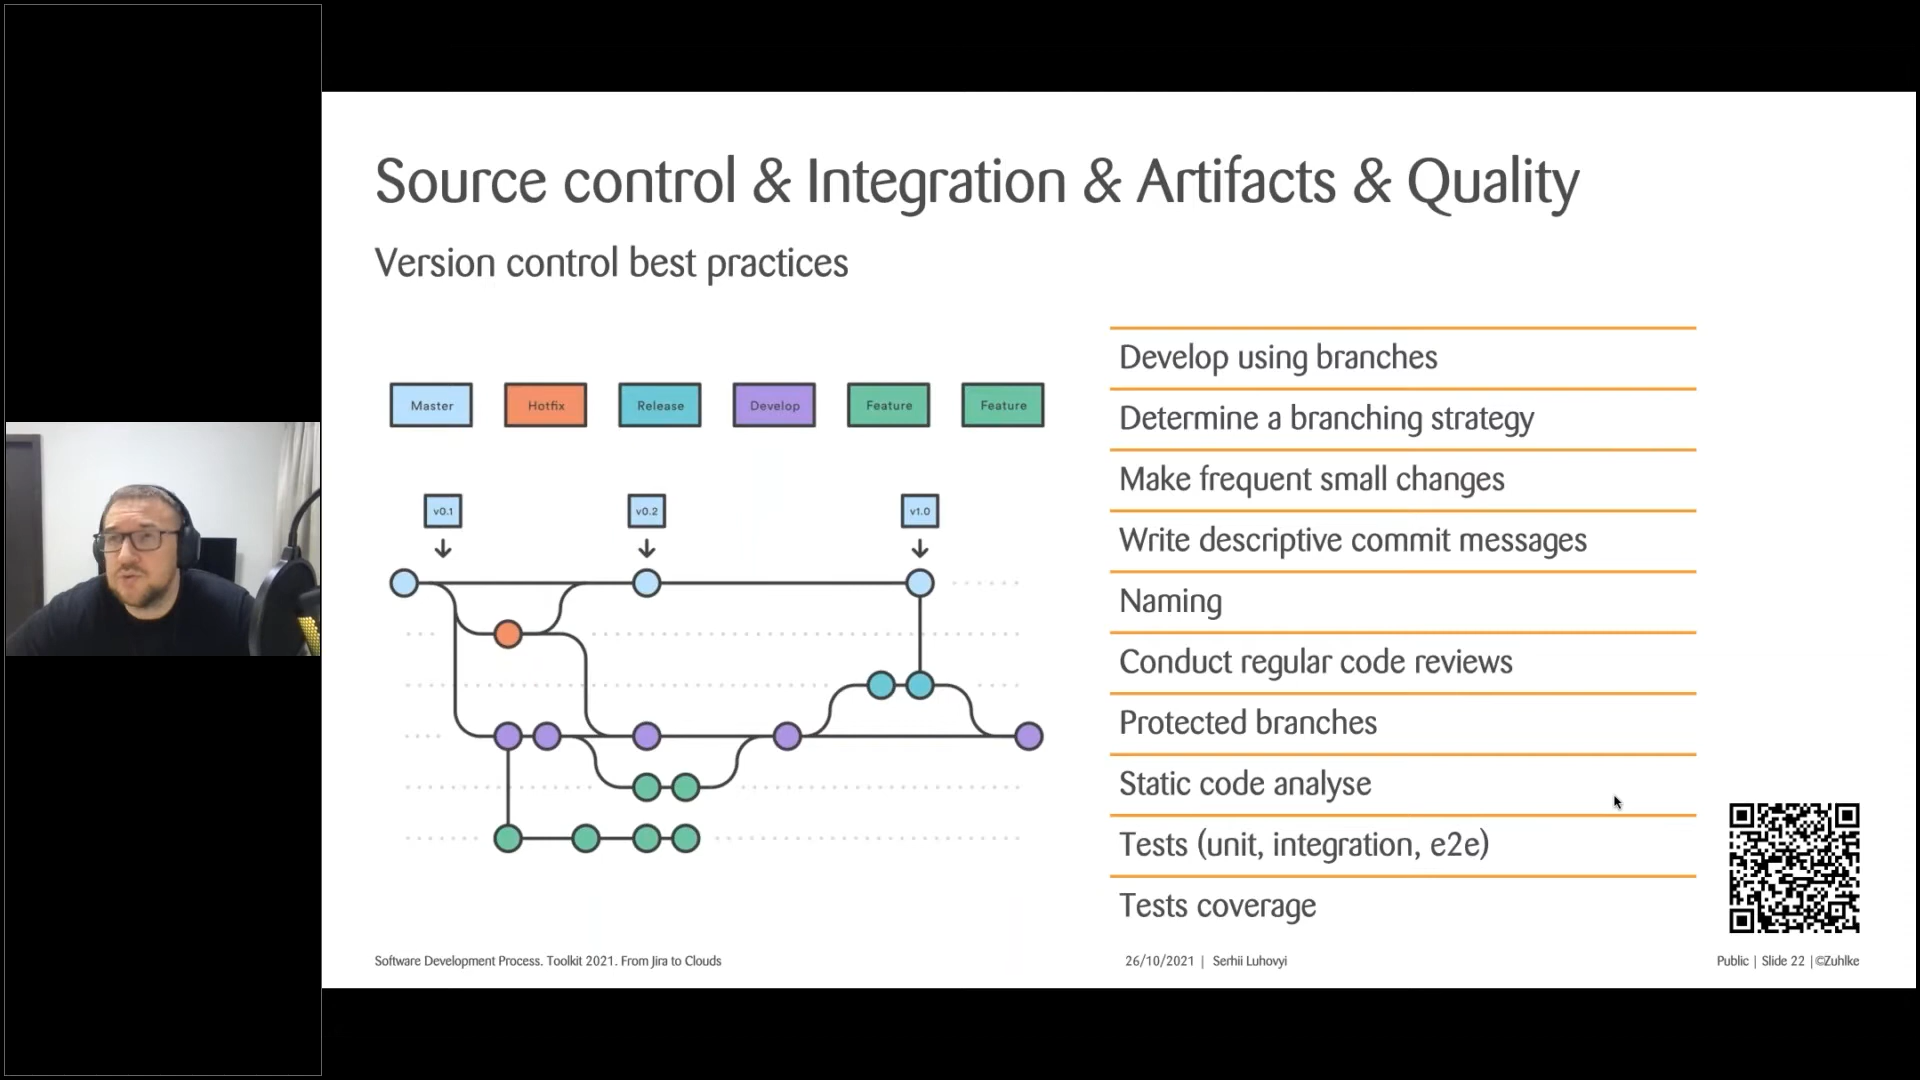 Source control & Integration & Artifacts & Quality
Version control best practices
Master
Hotfix
Release
Develop
Feature
Feature
v0.1
v0.2
v1.0
Develop using branches
Determine a branching strategy
Make frequent small changes
Write descriptive commit messages
Naming
Conduct regular code reviews
Protected branches
Static code analyse
Tests (unit, integration, e2e)
Tests coverage
Software Development Process. Toolkit 2021. From Jira to Clouds
26/10/2021 | Serhii Luhovyi
Public | Slide 22 | ©Zuhlke